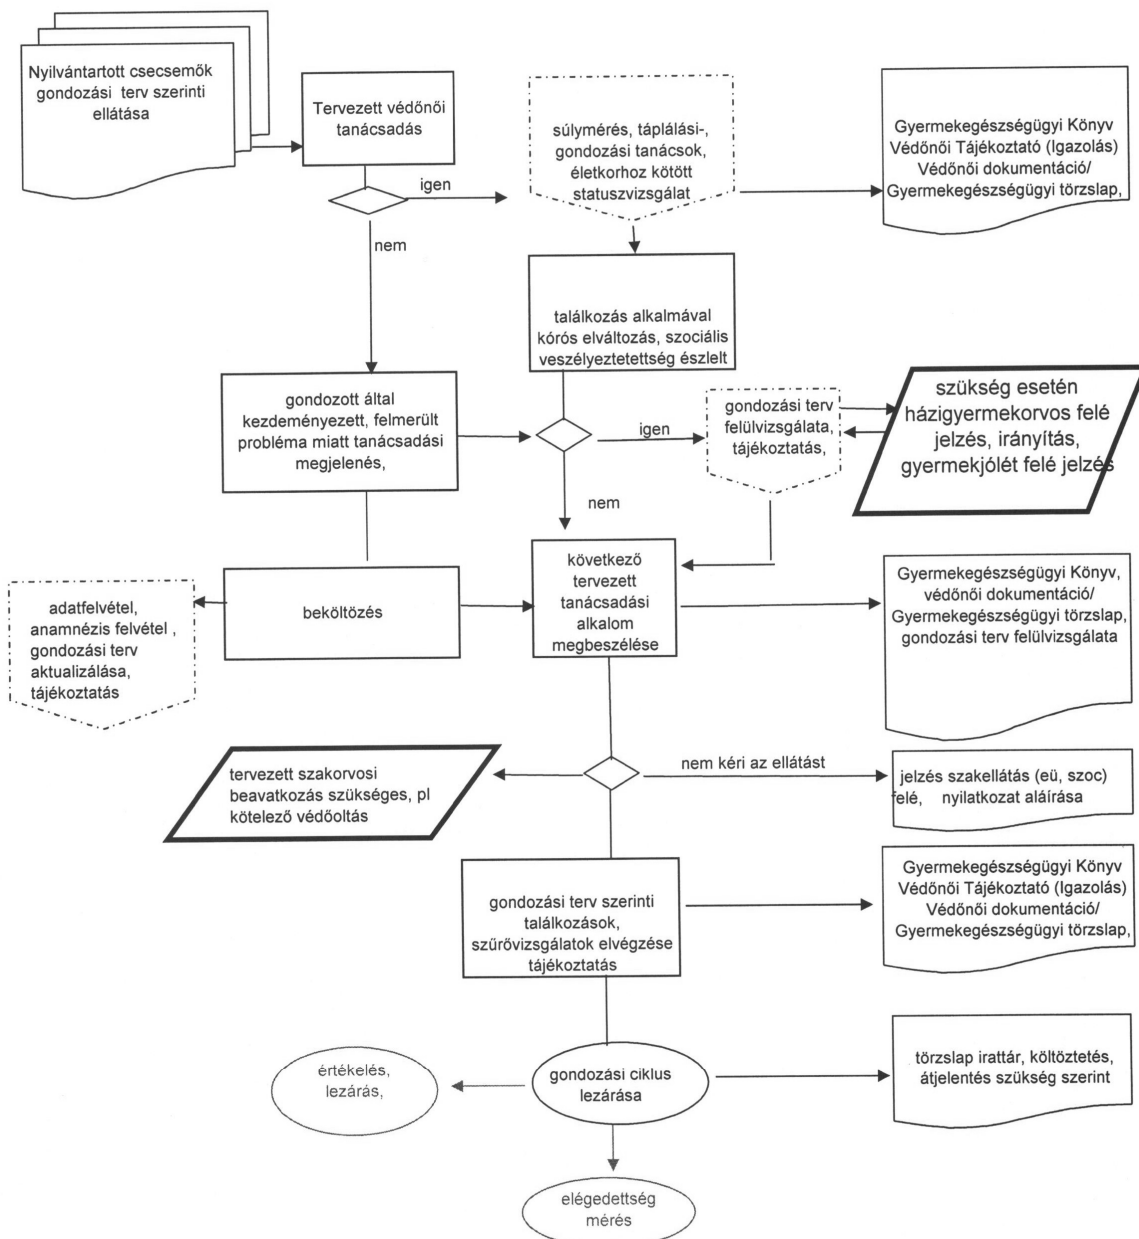 Nyilvántartott csecsemők
gondozási terv szerinti
ellátása
Tervezett védőnői
tanácsadás
igen
nem
súlymérés, táplálási-,
gondozási tanácsok,
életkorhoz kötött
statuszvizsgálat
Gyermekegészségügyi Könyv
Védőnői Tájékoztató (Igazolás)
Védőnői dokumentáció/
Gyermekegészségügyi törzslap,
találkozás alkalmával
kórós elváltozás, szociális
veszélyeztetettség észlelt
gondozott által
kezdeményezett, felmerült
probléma miatt tanácsadási
megjelenés,
igen
nem
gondozási terv
felülvizsgálata,
tájékoztatás,
szükség esetén
házigyermekorvos felé
jelzés, irányítás,
gyermekjólét felé jelzés
adatfelvétel,
anamnézis felvétel ,
gondozási terv
aktualizálása,
tájékoztatás
beköltözés
következő
tervezett
tanácsadási
alkalom
megbeszélése
Gyermekegészségügyi Könyv,
védőnői dokumentáció/
Gyermekegészségügyi törzslap,
gondozási terv felülvizsgálata
tervezett szakorvosi
beavatkozás szükséges, pl
kötelező védőoltás
nem kéri az ellátást
jelzés szakellátás (eü, szoc)
felé, nyilatkozat aláírása
gondozási terv szerinti
találkozások,
szűrővizsgálatok elvégzése
tájékoztatás
Gyermekegészségügyi Könyv
Védőnői Tájékoztató (Igazolás)
Védőnői dokumentáció/
Gyermekegészségügyi törzslap,
értékelés,
lezárás,
gondozási ciklus
lezárása
törzslap irattár, költöztetés,
átjelentés szükség szerint
elégedettség
mérés